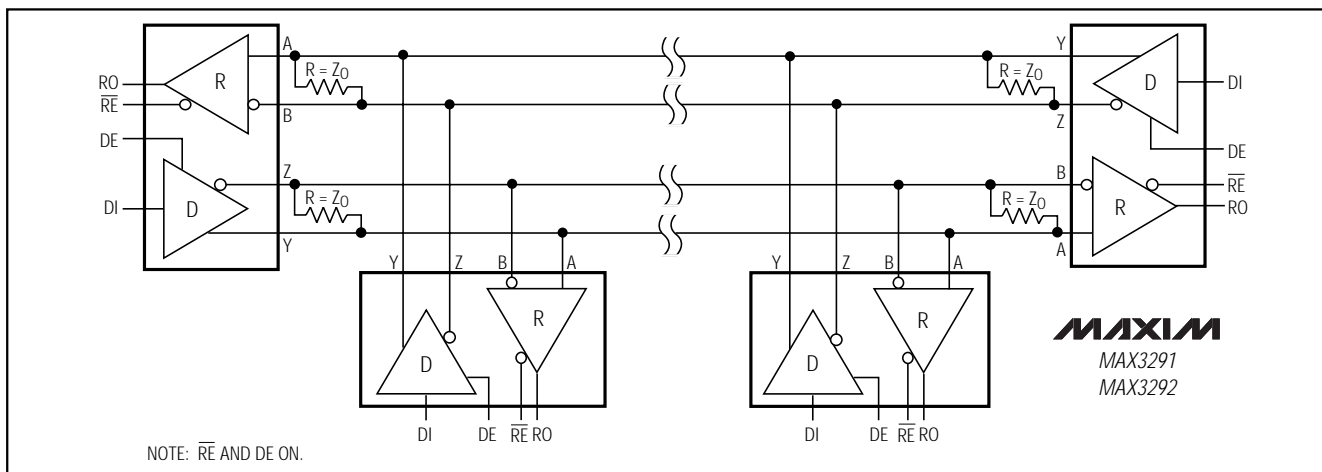 A Y
R = Z0 R = Z0
RO R D DI
RE
B Z
DE DE
Z B
RE
R = Z0 R = Z0
DI D R RO
Y A
Y Z B A Y Z B A
R R
D D
MAXIM
MAX3291
MAX3292
DI DE RE RO DI DE RE RO
NOTE: RE AND DE ON.